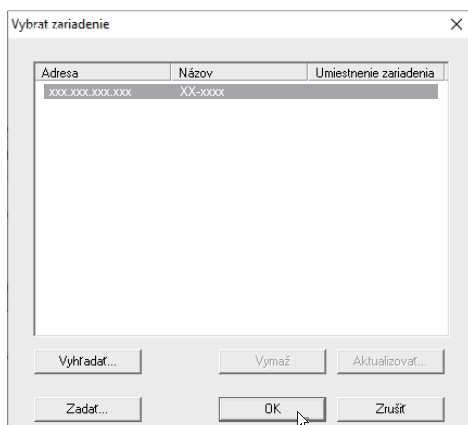 Vybrat zariadenie
Adresa Názov Umiestnenie zariadenia
xxx.xxx.xxx.xxx XX-xxxx
Vyhľadať... Vymaž Aktualizovať...
Zadať... OK Zrušiť